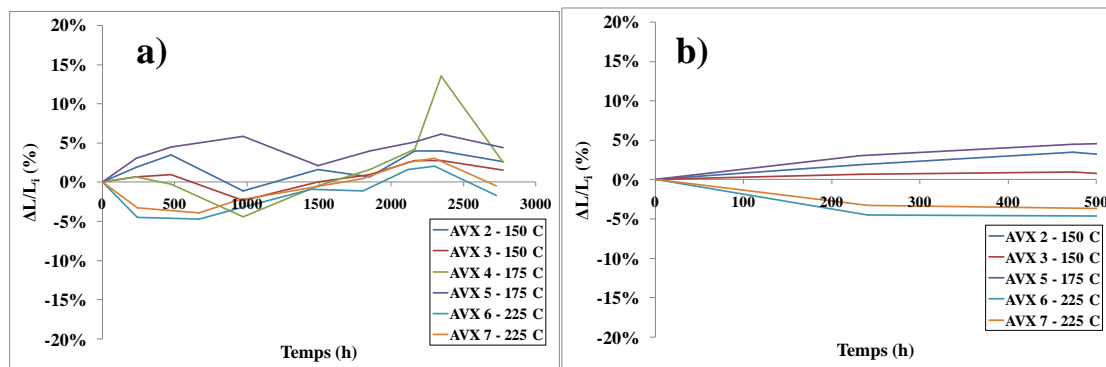 a)
20%
15%
10%
5%
0%
-5%
-10%
-15%
-20%
0 500 1000 1500 2000 2500 3000
ΔL/Li (%)
Temps (h)
AVX 2 - 150 C
AVX 3 - 150 C
AVX 4 - 175 C
AVX 5 - 175 C
AVX 6 - 225 C
AVX 7 - 225 C
b)
20%
15%
10%
5%
0%
-5%
-10%
-15%
-20%
0 100 200 300 400 500
ΔL/Li (%)
Temps (h)
AVX 2 - 150 C
AVX 3 - 150 C
AVX 5 - 175 C
AVX 6 - 225 C
AVX 7 - 225 C